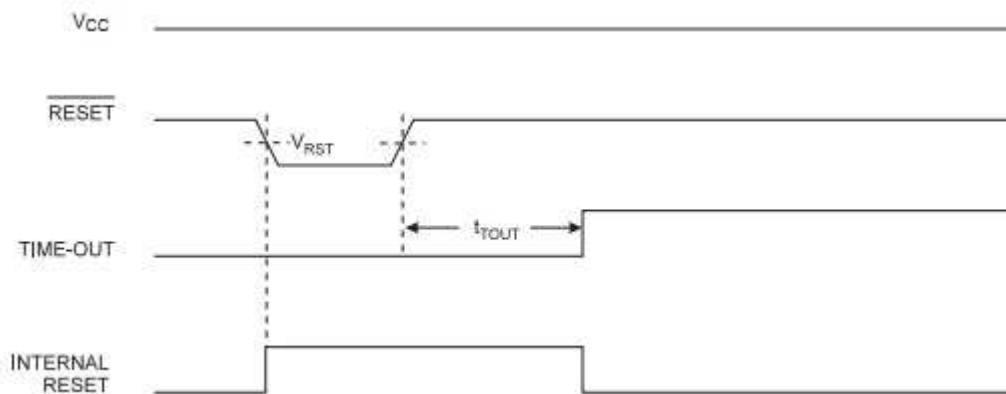 VCC
RESET
VRST
tTOUT
TIME-OUT
INTERNAL
RESET